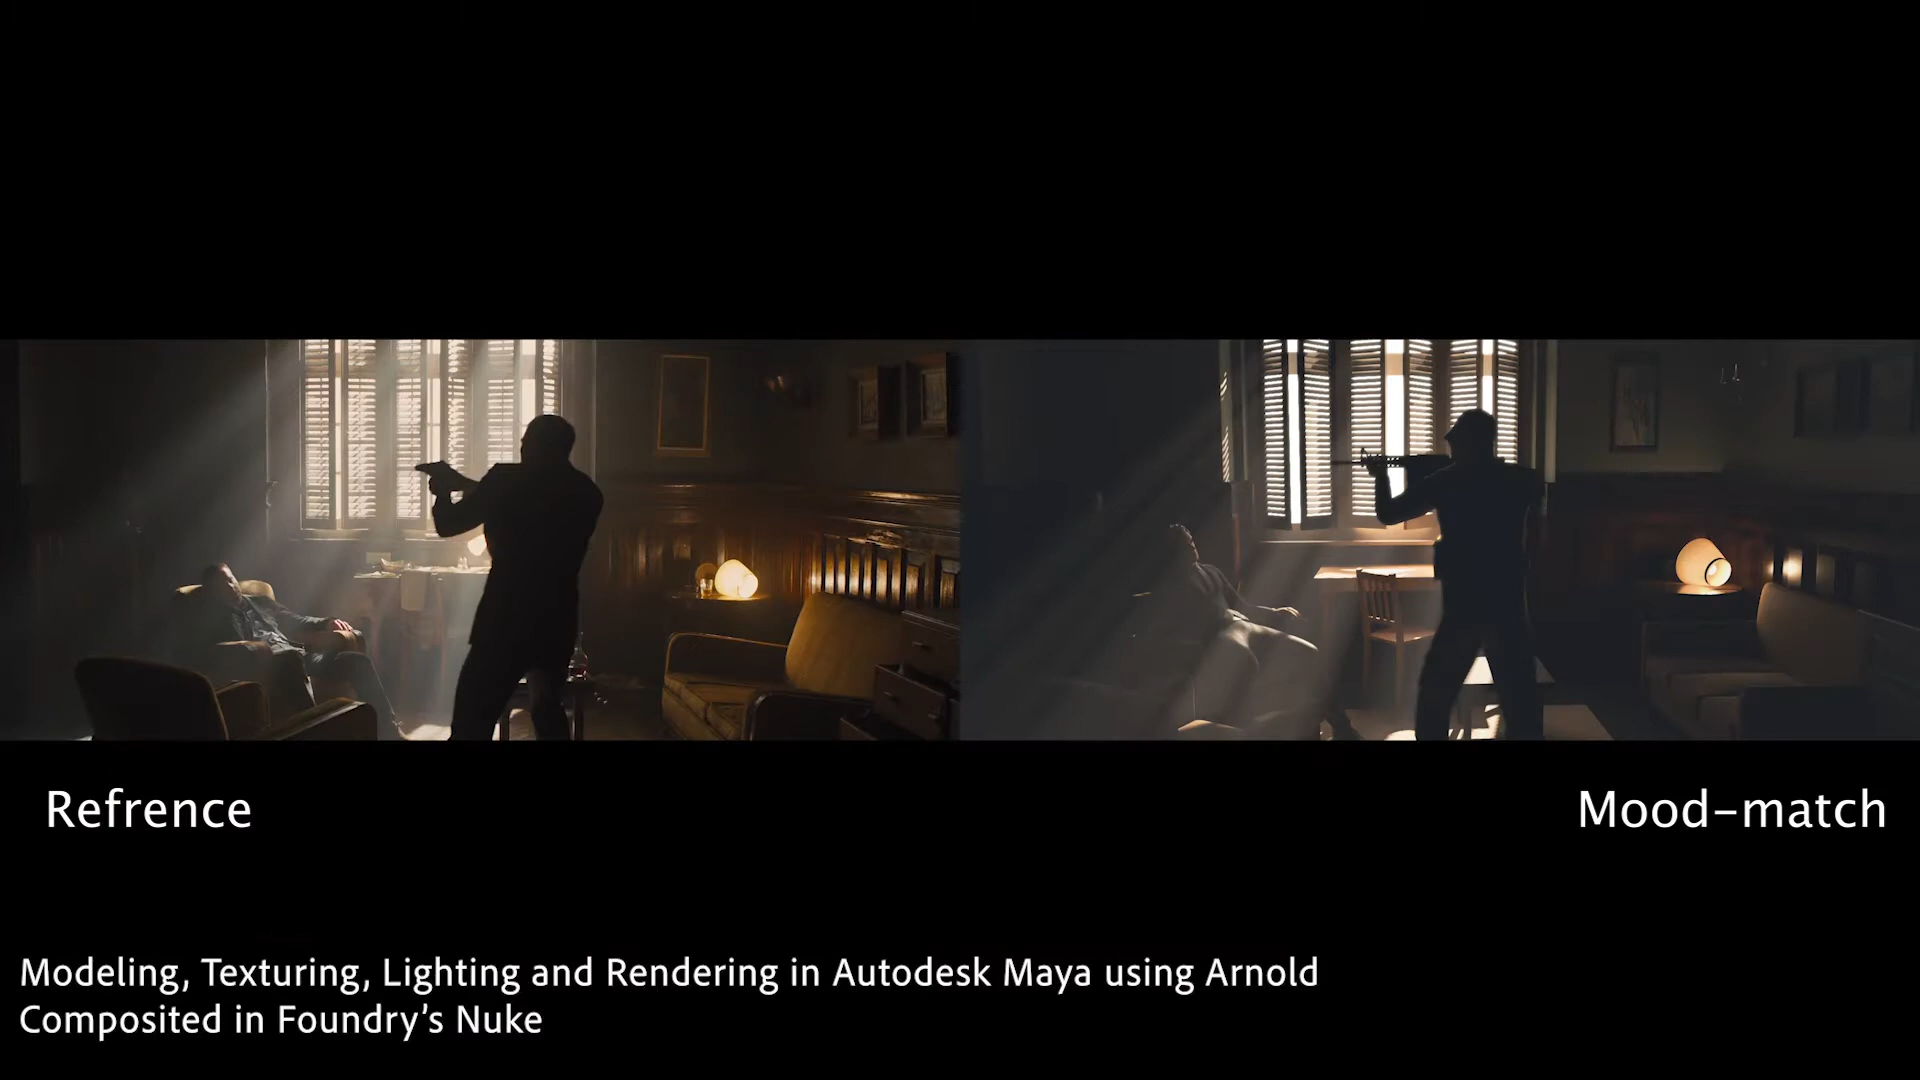 Refrence
Mood-match
Modeling, Texturing, Lighting and Rendering in Autodesk Maya using Arnold
Composited in Foundry's Nuke